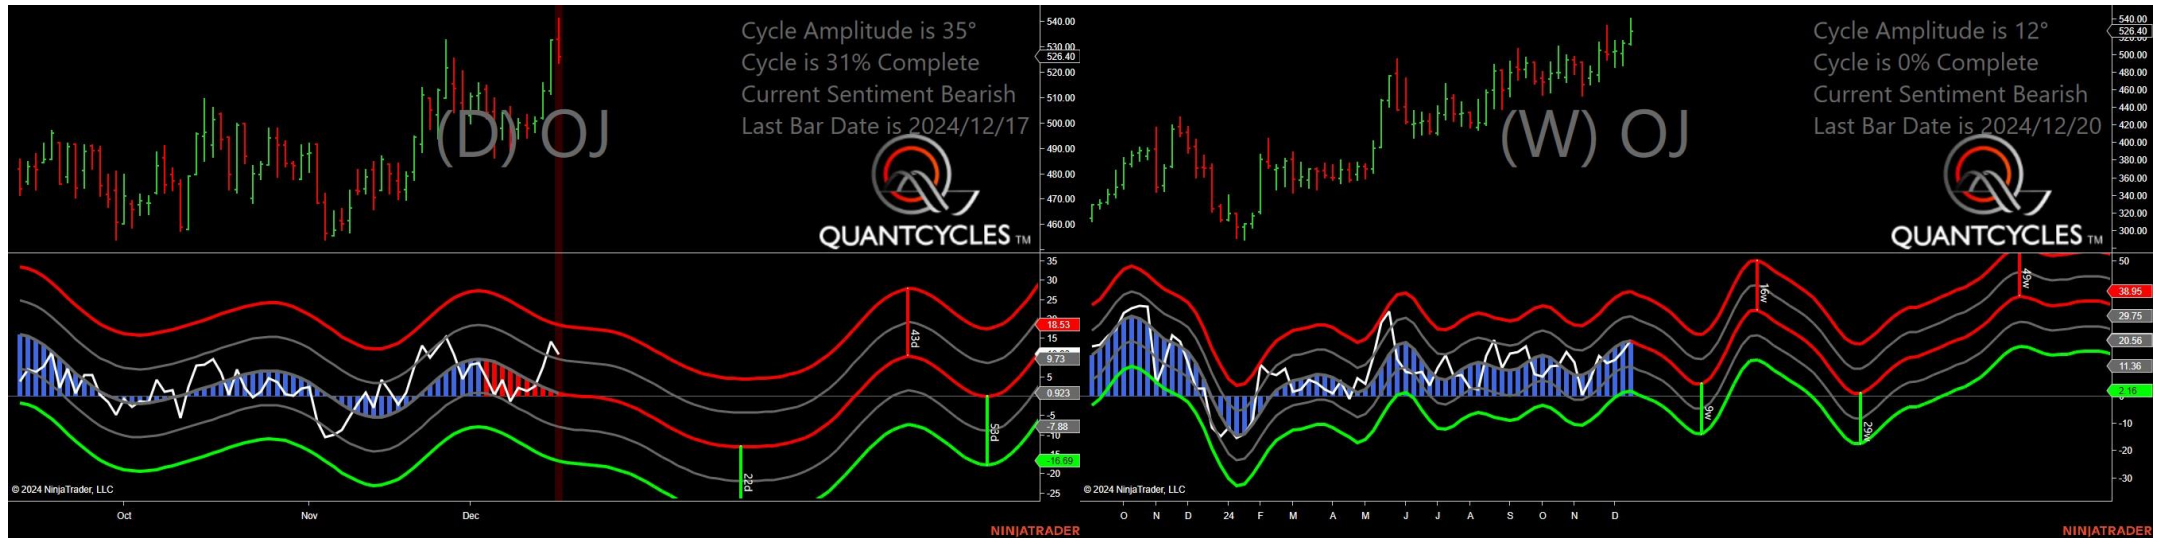 Cycle Amplitude is 35°
Cycle is 31% Complete
Current Sentiment Bearish
Last Bar Date is 2024/12/17
(D) OJ
QUANTCYCLES TM
540.00
530.00
526.40
520.00
510.00
500.00
490.00
480.00
470.00
460.00
35
30
25
18.53
15
9.73
5
0.923
-5
-7.88
-10
-16.69
-20
-25
43d
53d
22d
© 2024 NinjaTrader, LLC
Oct Nov Dec
NINJATRADER
Cycle Amplitude is 12°
Cycle is 0% Complete
Current Sentiment Bearish
Last Bar Date is 2024/12/20
(W) OJ
QUANTCYCLES TM
540.00
526.40
500.00
480.00
460.00
440.00
420.00
400.00
380.00
360.00
340.00
320.00
300.00
50
38.95
29.75
20.56
11.36
2.16
-10
-20
-30
16w
49w
9w
29w
© 2024 NinjaTrader, LLC
O N D 24 F M A M J J A S O N D
NINJATRADER